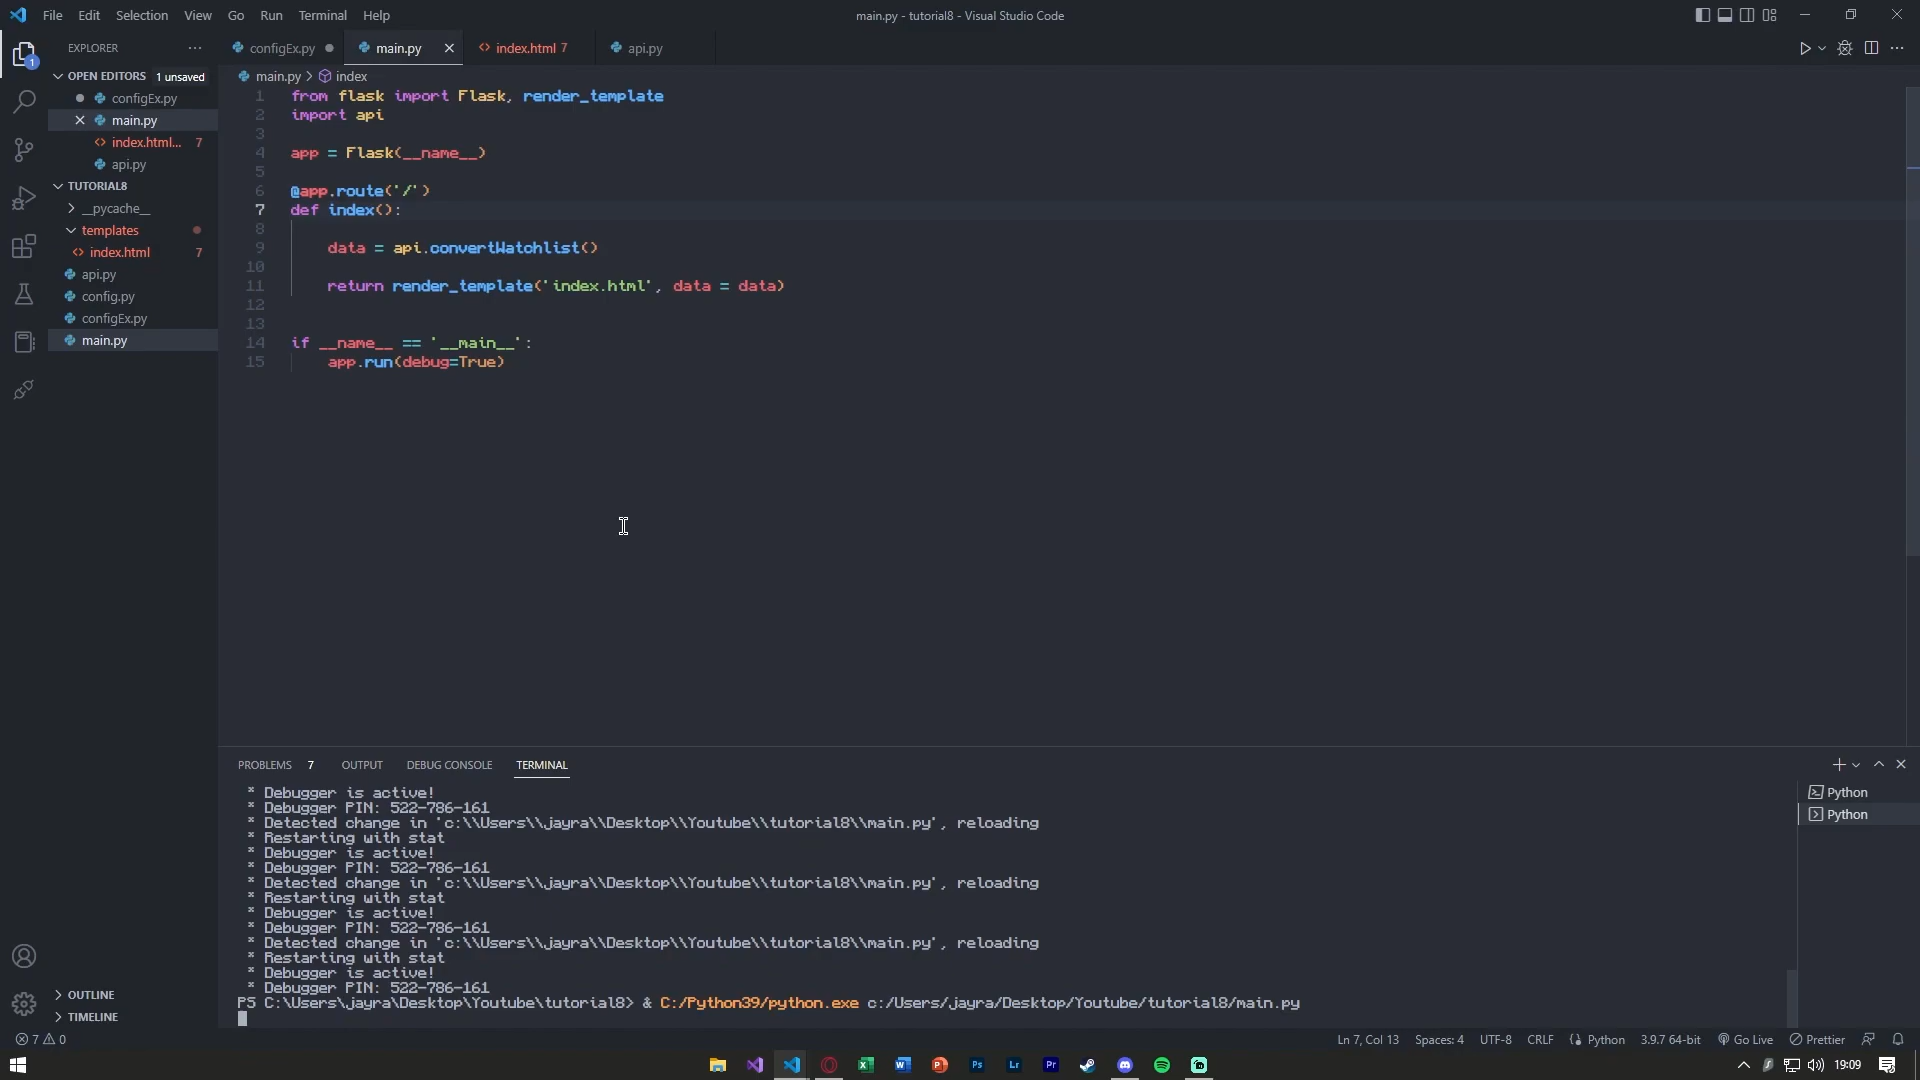 File Edit Selection View Go Run Terminal Help
main.py - tutorial8 - Visual Studio Code
EXPLORER
configEx.py
main.py
index.html 7
api.py
OPEN EDITORS 1 unsaved
configEx.py
main.py
index.html... 7
api.py
TUTORIAL8
__pycache__
templates
index.html 7
api.py
config.py
configEx.py
main.py
1
main.py > index
1 from flask import Flask, render_template
2 import api
3
4 app = Flask(__name__)
5
6 @app.route('/')
7 def index():
8
9 data = api.convertWatchlist()
10
11 return render_template('index.html', data = data)
12
13
14 if __name__ == '__main__':
15 app.run(debug=True)
PROBLEMS 7 OUTPUT DEBUG CONSOLE TERMINAL
* Debugger is active!
* Debugger PIN: 522-786-161
* Detected change in 'c:\\Users\\jayra\\Desktop\\Youtube\\tutorial8\\main.py', reloading
* Restarting with stat
* Debugger is active!
* Debugger PIN: 522-786-161
* Detected change in 'c:\\Users\\jayra\\Desktop\\Youtube\\tutorial8\\main.py', reloading
* Restarting with stat
* Debugger is active!
* Debugger PIN: 522-786-161
* Detected change in 'c:\\Users\\jayra\\Desktop\\Youtube\\tutorial8\\main.py', reloading
* Restarting with stat
* Debugger is active!
* Debugger PIN: 522-786-161
PS C:\Users\jayra\Desktop\Youtube\tutorial8> & C:/Python39/python.exe c:/Users/jayra/Desktop/Youtube/tutorial8/main.py
Python
Python
OUTLINE
TIMELINE
7 0
Ln 7, Col 13 Spaces: 4 UTF-8 CRLF Python 3.9.7 64-bit Go Live Prettier
Ps Lr Pr
19:09